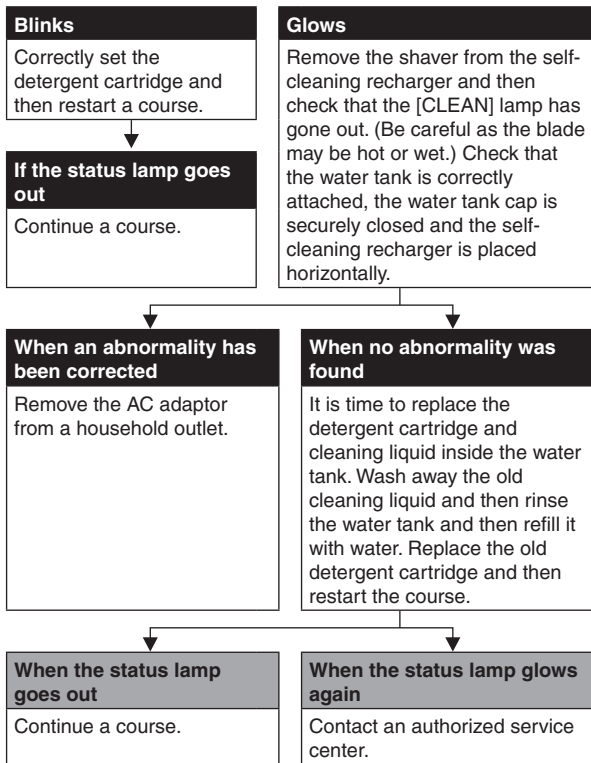 Blinks
Correctly set the
detergent cartridge and
then restart a course.
If the status lamp goes
out
Continue a course.
Glows
Remove the shaver from the self-
cleaning recharger and then
check that the [CLEAN] lamp has
gone out. (Be careful as the blade
may be hot or wet.) Check that
the water tank is correctly
attached, the water tank cap is
securely closed and the self-
cleaning recharger is placed
horizontally.
When an abnormality has
been corrected
Remove the AC adaptor
from a household outlet.
When no abnormality was
found
It is time to replace the
detergent cartridge and
cleaning liquid inside the water
tank. Wash away the old
cleaning liquid and then rinse
the water tank and then refill it
with water. Replace the old
detergent cartridge and then
restart the course.
When the status lamp
goes out
Continue a course.
When the status lamp glows
again
Contact an authorized service
center.